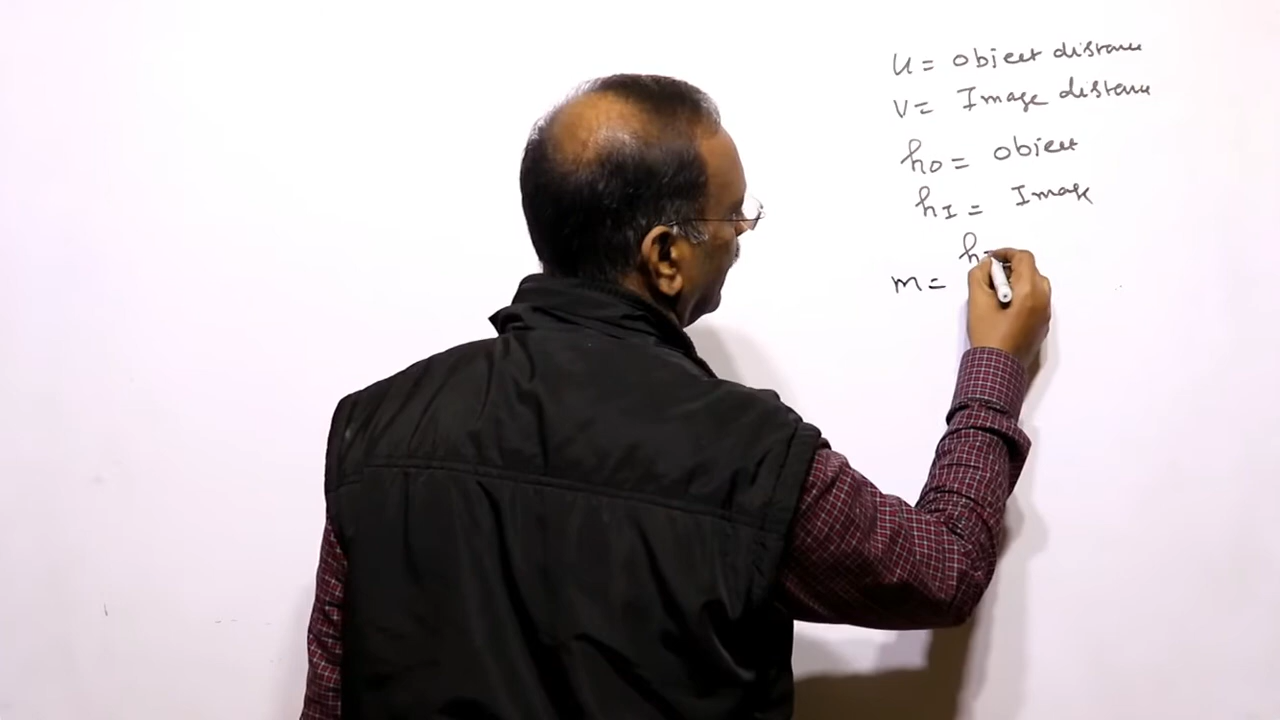 u = object distance
v = Image distance
ho = object
hI = Image
m = h